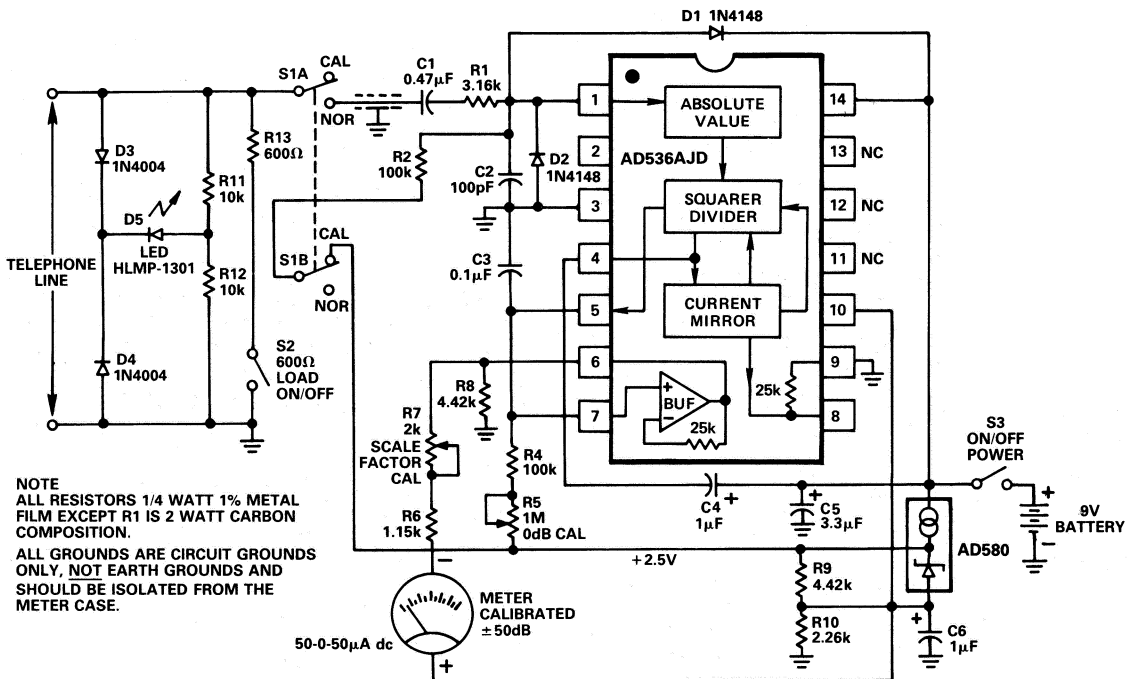 D1 1N4148
S1A
CAL
NOR
C1
0.47µF
R1
3.16k
1
2
3
4
5
6
7
14
13
12
11
10
9
8
NC
NC
NC
ABSOLUTE
VALUE
AD536AJD
SQUARER
DIVIDER
CURRENT
MIRROR
BUF
+
−
25k
25k
D3
1N4004
R13
600Ω
R11
10k
R2
100k
C2
100pF
D2
1N4148
D5
LED
HLMP-1301
TELEPHONE
LINE
R12
10k
S1B
CAL
NOR
C3
0.1µF
D4
1N4004
S2
600Ω
LOAD
ON/OFF
R8
4.42k
R7
2k
SCALE
FACTOR
CAL
R4
100k
R5
1M
0dB CAL
R6
1.15k
C4
1µF
+
+
C5
3.3µF
S3
ON/OFF
POWER
+
9V
BATTERY
−
AD580
+2.5V
R9
4.42k
R10
2.26k
+
C6
1µF
NOTE
ALL RESISTORS 1/4 WATT 1% METAL
FILM EXCEPT R1 IS 2 WATT CARBON
COMPOSITION.
ALL GROUNDS ARE CIRCUIT GROUNDS
ONLY, NOT EARTH GROUNDS AND
SHOULD BE ISOLATED FROM THE
METER CASE.
−
METER
CALIBRATED
±50dB
50-0-50µA dc
+